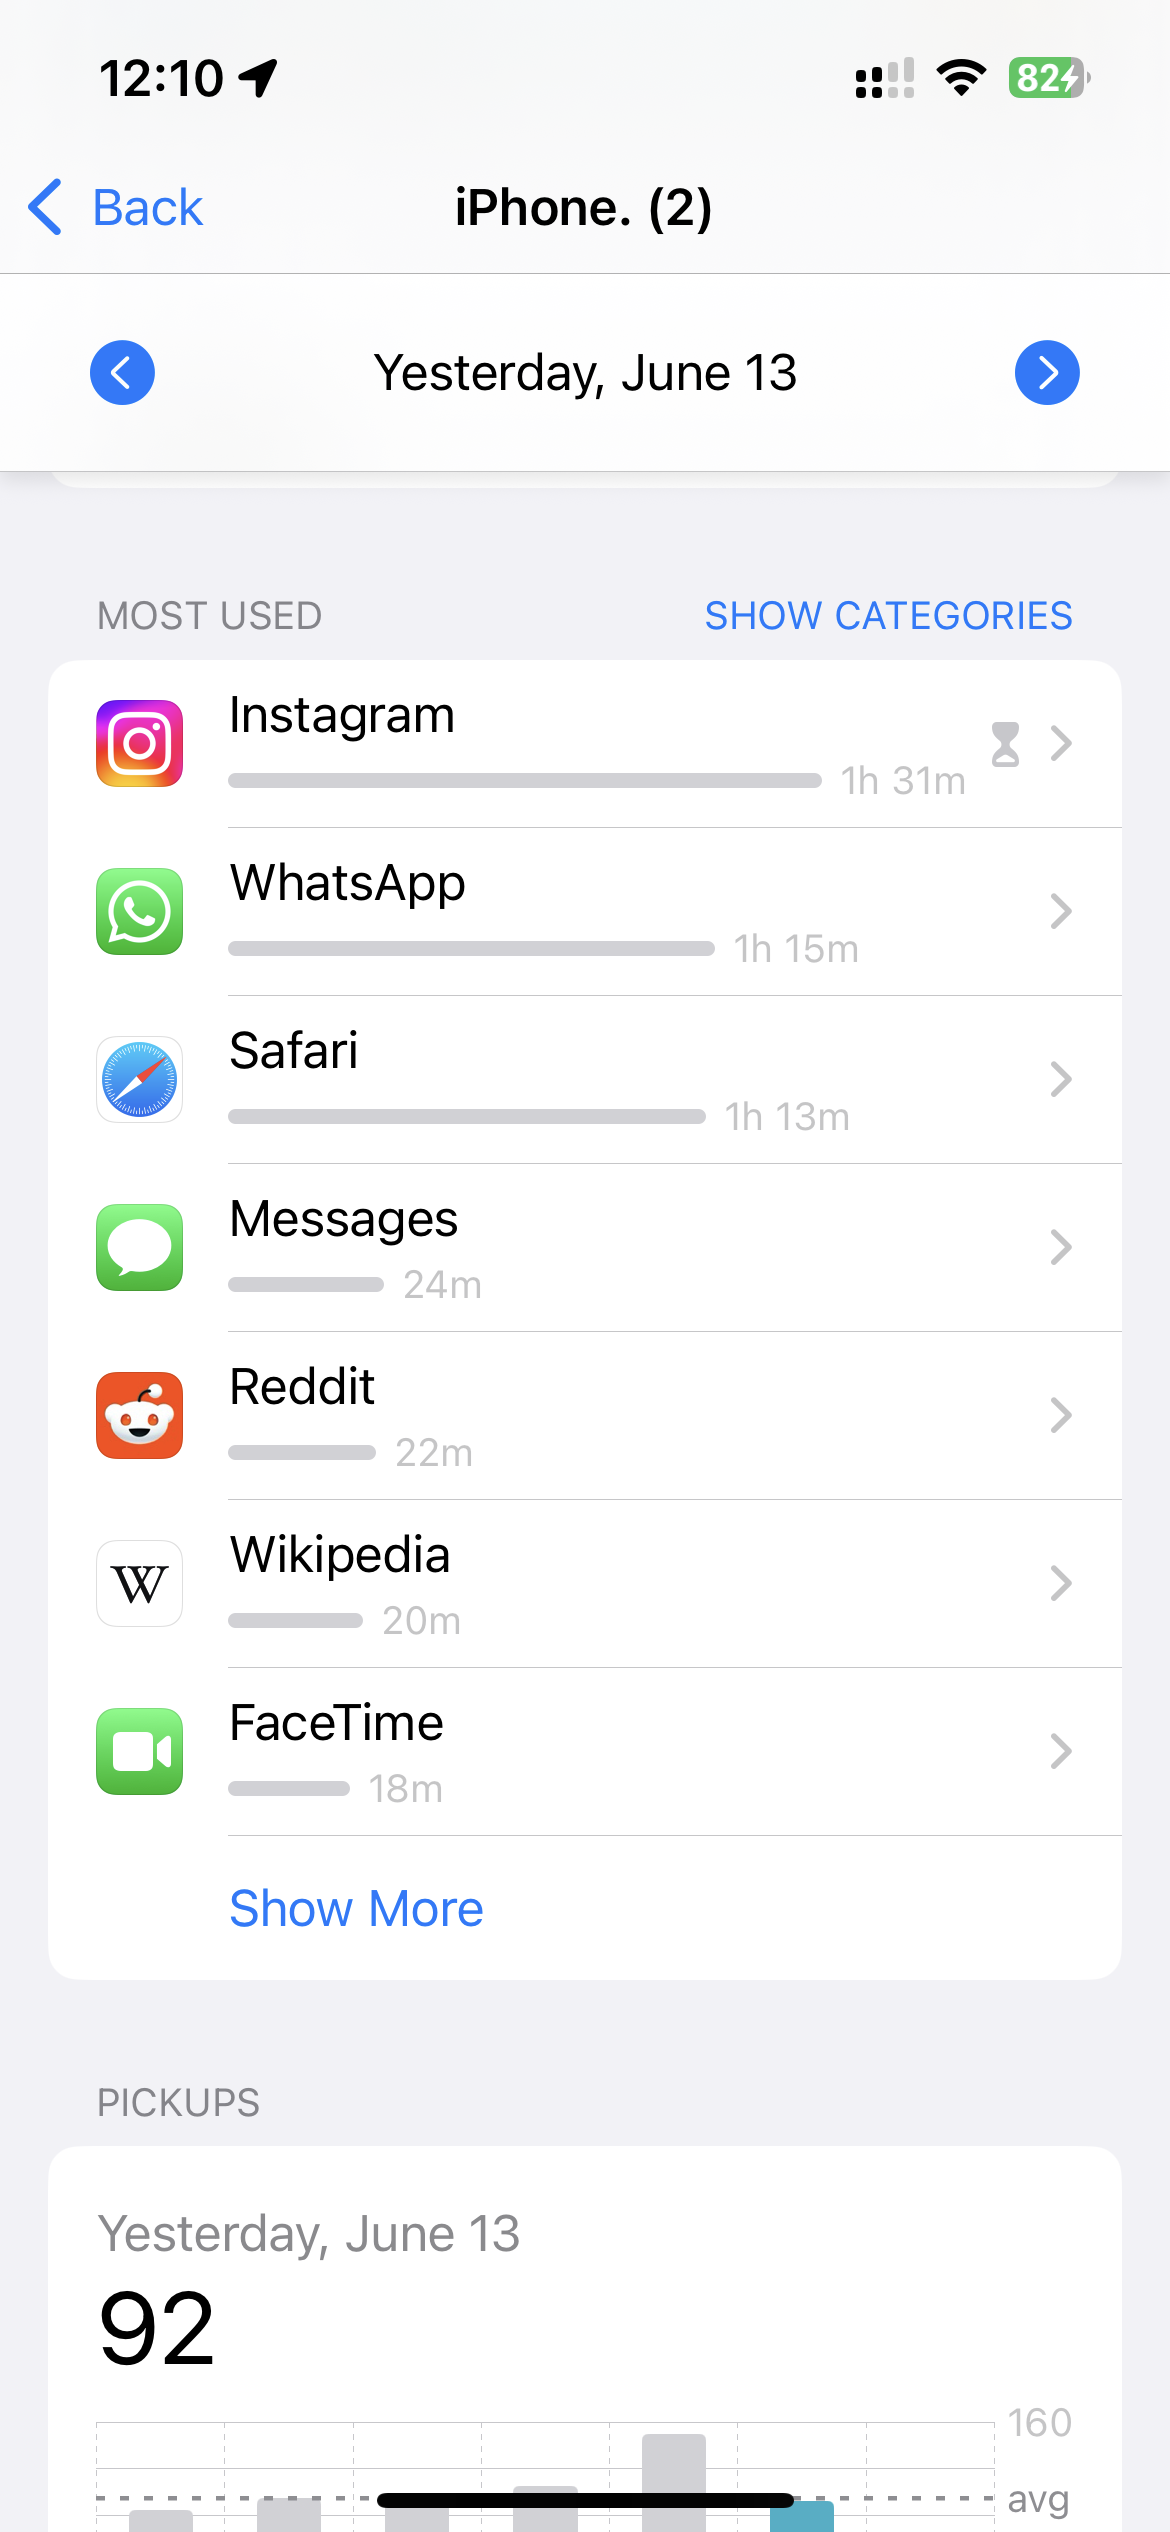 12:10
82
Back
iPhone. (2)
Yesterday, June 13
MOST USED
SHOW CATEGORIES
Instagram
1h 31m
WhatsApp
1h 15m
Safari
1h 13m
Messages
24m
Reddit
22m
W
Wikipedia
20m
FaceTime
18m
Show More
PICKUPS
Yesterday, June 13
92
160
avg